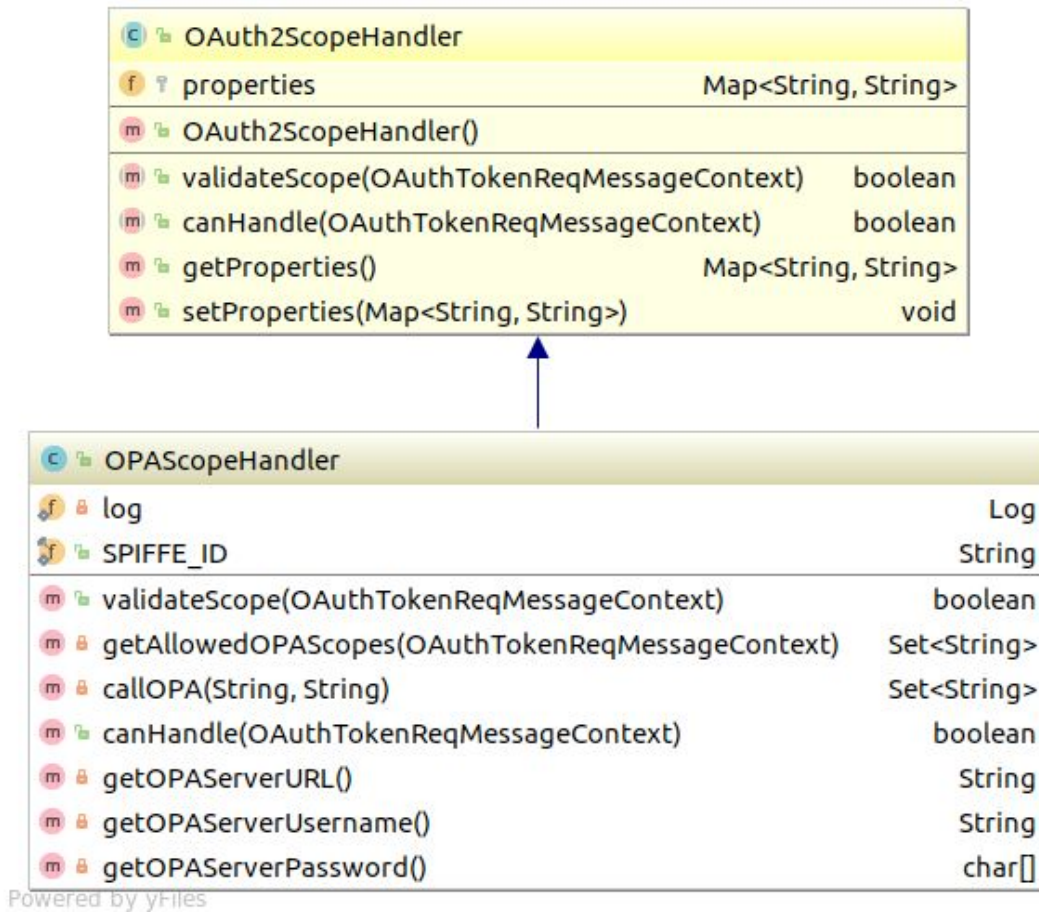 OAuth2ScopeHandler
properties Map<String, String>
OAuth2ScopeHandler()
validateScope(OAuthTokenReqMessageContext) boolean
canHandle(OAuthTokenReqMessageContext) boolean
getProperties() Map<String, String>
setProperties(Map<String, String>) void
OPAScopeHandler
log Log
SPIFFE_ID String
validateScope(OAuthTokenReqMessageContext) boolean
getAllowedOPAScopes(OAuthTokenReqMessageContext) Set<String>
callOPA(String, String) Set<String>
canHandle(OAuthTokenReqMessageContext) boolean
getOPAServerURL() String
getOPAServerUsername() String
getOPAServerPassword() char[]
Powered by yFiles